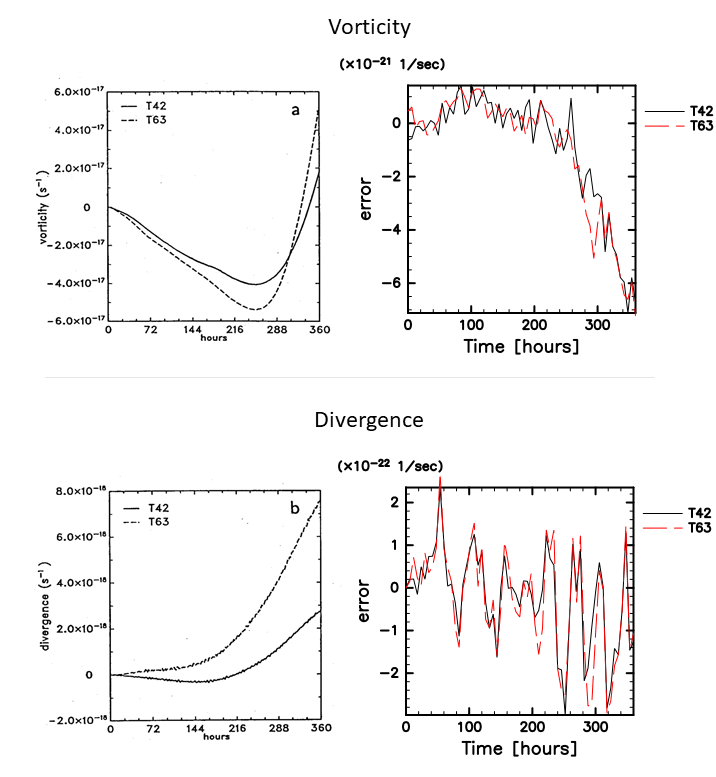 Vorticity
(×10⁻²¹ 1/sec)
6.0×10⁻¹⁷
4.0×10⁻¹⁷
2.0×10⁻¹⁷
0
−2.0×10⁻¹⁷
−4.0×10⁻¹⁷
−6.0×10⁻¹⁷
vorticity (s⁻¹)
T42
T63
a
0 72 144 216 288 360
hours
0
−2
−4
−6
error
0 100 200 300
Time [hours]
T42
T63
Divergence
(×10⁻²² 1/sec)
8.0×10⁻¹⁸
6.0×10⁻¹⁸
4.0×10⁻¹⁸
2.0×10⁻¹⁸
0
−2.0×10⁻¹⁸
divergence (s⁻¹)
T42
T63
b
0 72 144 216 288 360
hours
2
1
0
−1
−2
error
0 100 200 300
Time [hours]
T42
T63